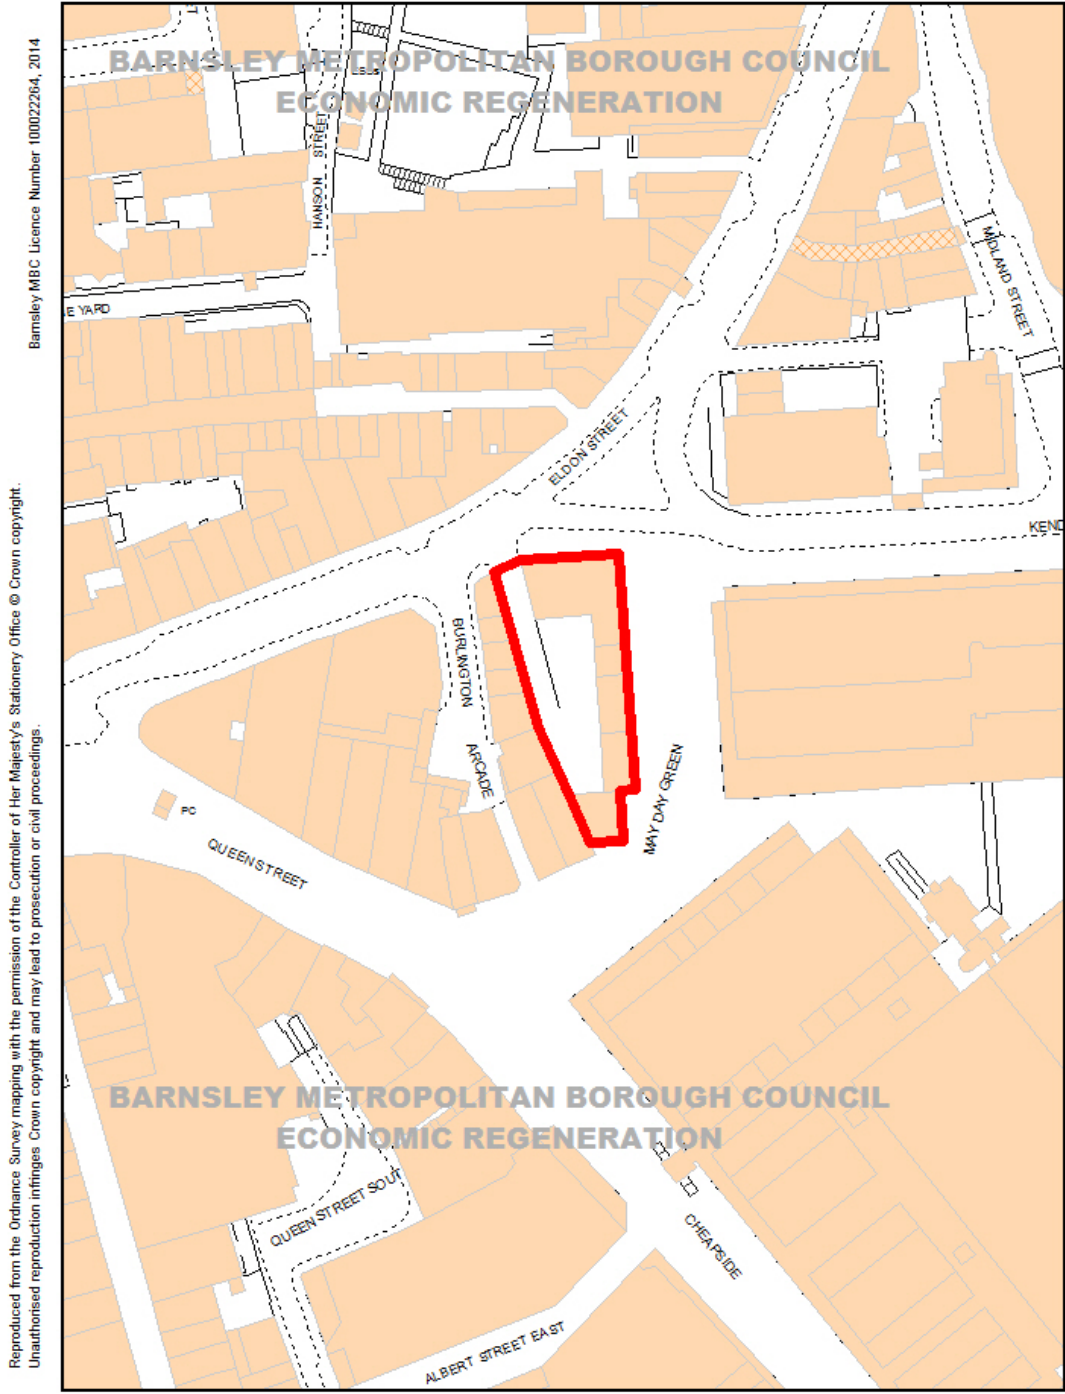 BARNSLEY METROPOLITAN BOROUGH COUNCIL
ECONOMIC REGENERATION
HANSON STREET
E YARD
MIDLAND STREET
ELDON STREET
KEND
BURLINGTON
ARCADE
MAY DAY GREEN
PC
QUEEN STREET
BARNSLEY METROPOLITAN BOROUGH COUNCIL
ECONOMIC REGENERATION
QUEEN STREET SOUT
CHEAPSIDE
ALBERT STREET EAST
Barnsley MBC Licence Number 100022264, 2014
Reproduced from the Ordnance Survey mapping with the permission of the Controller of Her Majesty's Stationery Office © Crown copyright.
Unauthorised reproduction infringes Crown copyright and may lead to prosecution or civil proceedings.